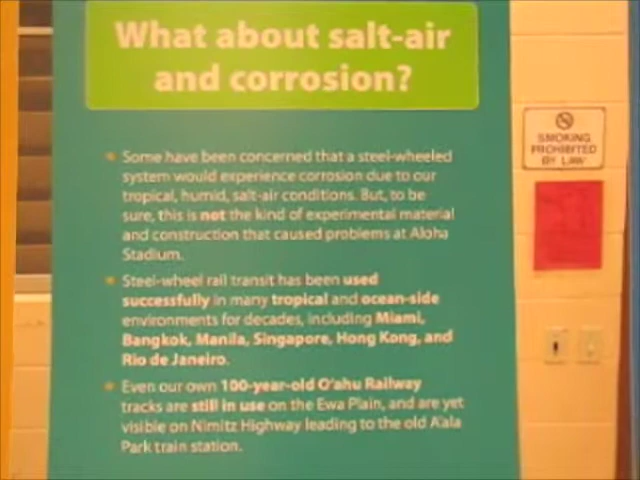 What about salt-air
and corrosion?
Some have been concerned that a steel-wheeled
system would experience corrosion due to our
tropical, humid, salt-air conditions. But, to be
sure, this is not the kind of experimental material
and construction that caused problems at Aloha
Stadium.
Steel-wheel rail transit has been used
successfully in many tropical and ocean-side
environments for decades, including Miami,
Bangkok, Manila, Singapore, Hong Kong, and
Rio de Janeiro.
Even our own 100-year-old O'ahu Railway
tracks are still in use on the Ewa Plain, and are yet
visible on Nimitz Highway leading to the old A'ala
Park train station.
SMOKING
PROHIBITED
BY LAW